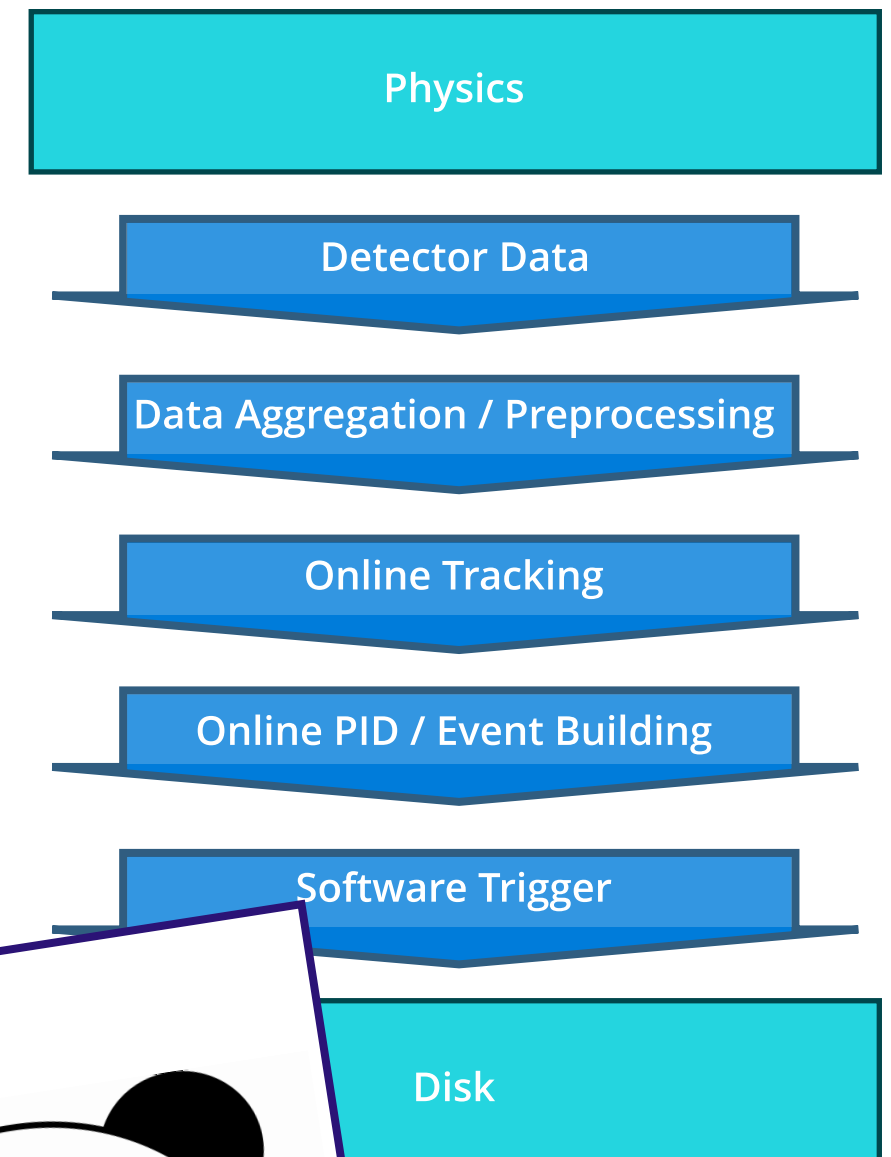 Physics
Detector Data
Data Aggregation / Preprocessing
Online Tracking
Online PID / Event Building
Software Trigger
Disk